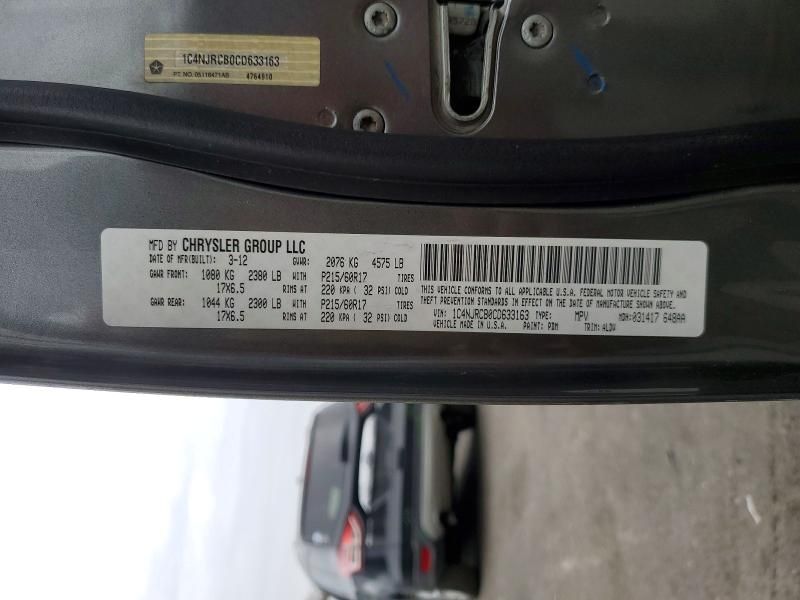 1C4NJRCB0CD633163
PT. NO. 05116471AB 4764910
MFD BY CHRYSLER GROUP LLC
DATE OF MFR(BUILT): 3-12 GVWR: 2076 KG 4575 LB
GAWR FRONT: 1080 KG 2380 LB WITH P215/60R17 TIRES
17X6.5 RIMS AT 220 KPA ( 32 PSI) COLD
GAWR REAR: 1044 KG 2300 LB WITH P215/60R17 TIRES
17X6.5 RIMS AT 220 KPA ( 32 PSI) COLD
THIS VEHICLE CONFORMS TO ALL APPLICABLE U.S.A. FEDERAL MOTOR VEHICLE SAFETY AND
THEFT PREVENTION STANDARDS IN EFFECT ON THE DATE OF MANUFACTURE SHOWN ABOVE.
VIN: 1C4NJRCB0CD633163 TYPE: MPV MDH: 031417 648AA
VEHICLE MADE IN U.S.A. PAINT: PDM TRIM: ALDV